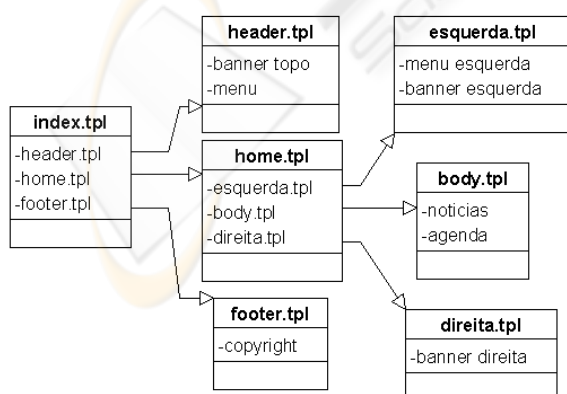 header.tpl
-banner topo
-menu
esquerda.tpl
-menu esquerda
-banner esquerda
index.tpl
-header.tpl
-home.tpl
-footer.tpl
home.tpl
-esquerda.tpl
-body.tpl
-direita.tpl
body.tpl
-noticias
-agenda
footer.tpl
-copyright
direita.tpl
-banner direita